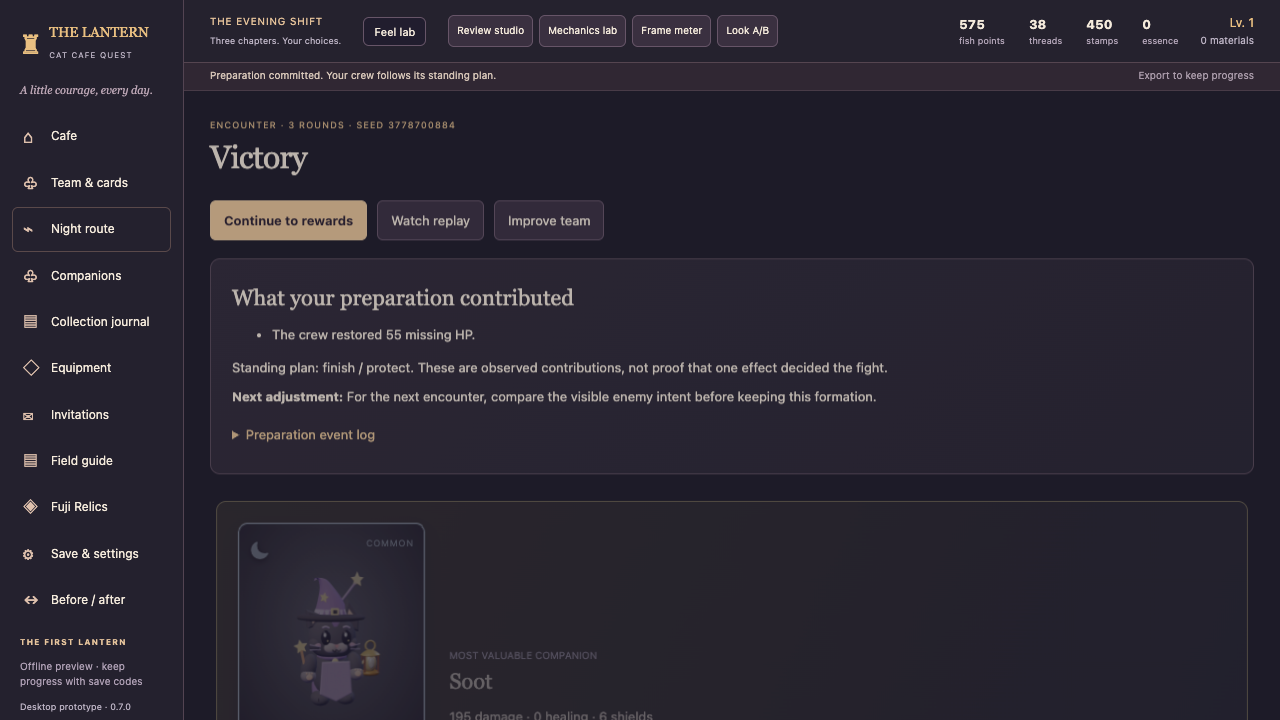 THE LANTERN
CAT CAFE QUEST
A little courage, every day.
Cafe
Team & cards
Night route
Companions
Collection journal
Equipment
Invitations
Field guide
Fuji Relics
Save & settings
Before / after
THE FIRST LANTERN
Offline preview · keep
progress with save codes
Desktop prototype · 0.7.0
THE EVENING SHIFT
Three chapters. Your choices.
Feel lab
Review studio
Mechanics lab
Frame meter
Look A/B
575
fish points
38
threads
450
stamps
0
essence
Lv. 1
0 materials
Preparation committed. Your crew follows its standing plan.
Export to keep progress
ENCOUNTER · 3 ROUNDS · SEED 3778700884
Victory
Continue to rewards
Watch replay
Improve team
What your preparation contributed
• The crew restored 55 missing HP.
Standing plan: finish / protect. These are observed contributions, not proof that one effect decided the fight.
Next adjustment: For the next encounter, compare the visible enemy intent before keeping this formation.
Preparation event log
COMMON
MOST VALUABLE COMPANION
Soot
195 damage · 0 healing · 6 shields